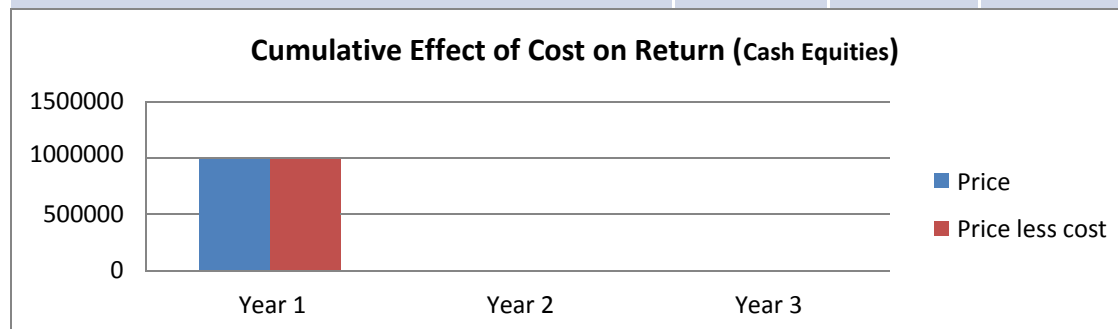 Cumulative Effect of Cost on Return (Cash Equities)
1500000
1000000
500000
0
Year 1 Year 2 Year 3
Price
Price less cost